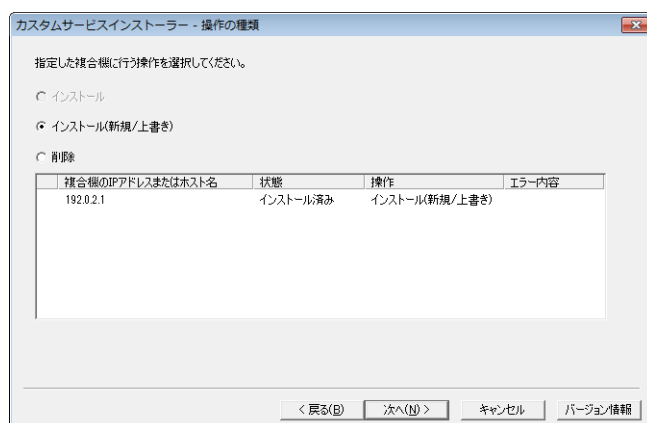 カスタムサービスインストーラー - 操作の種類
指定した複合機に行う操作を選択してください。
インストール
インストール(新規/上書き)
削除
複合機のIPアドレスまたはホスト名 状態 操作 エラー内容
192.0.2.1 インストール済み インストール(新規/上書き)
< 戻る(B) 次へ(N) > キャンセル バージョン情報